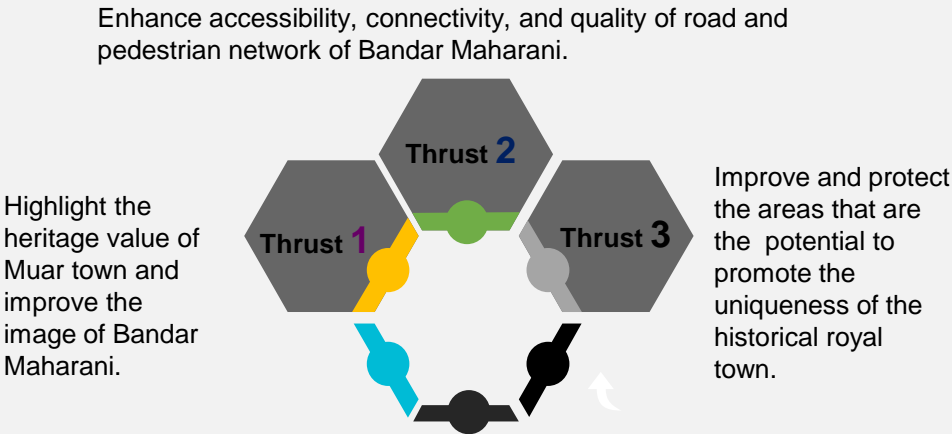 Enhance accessibility, connectivity, and quality of road and
pedestrian network of Bandar Maharani.
Thrust 2
Thrust 1
Thrust 3
Highlight the
heritage value of
Muar town and
improve the
image of Bandar
Maharani.
Improve and protect
the areas that are
the potential to
promote the
uniqueness of the
historical royal
town.